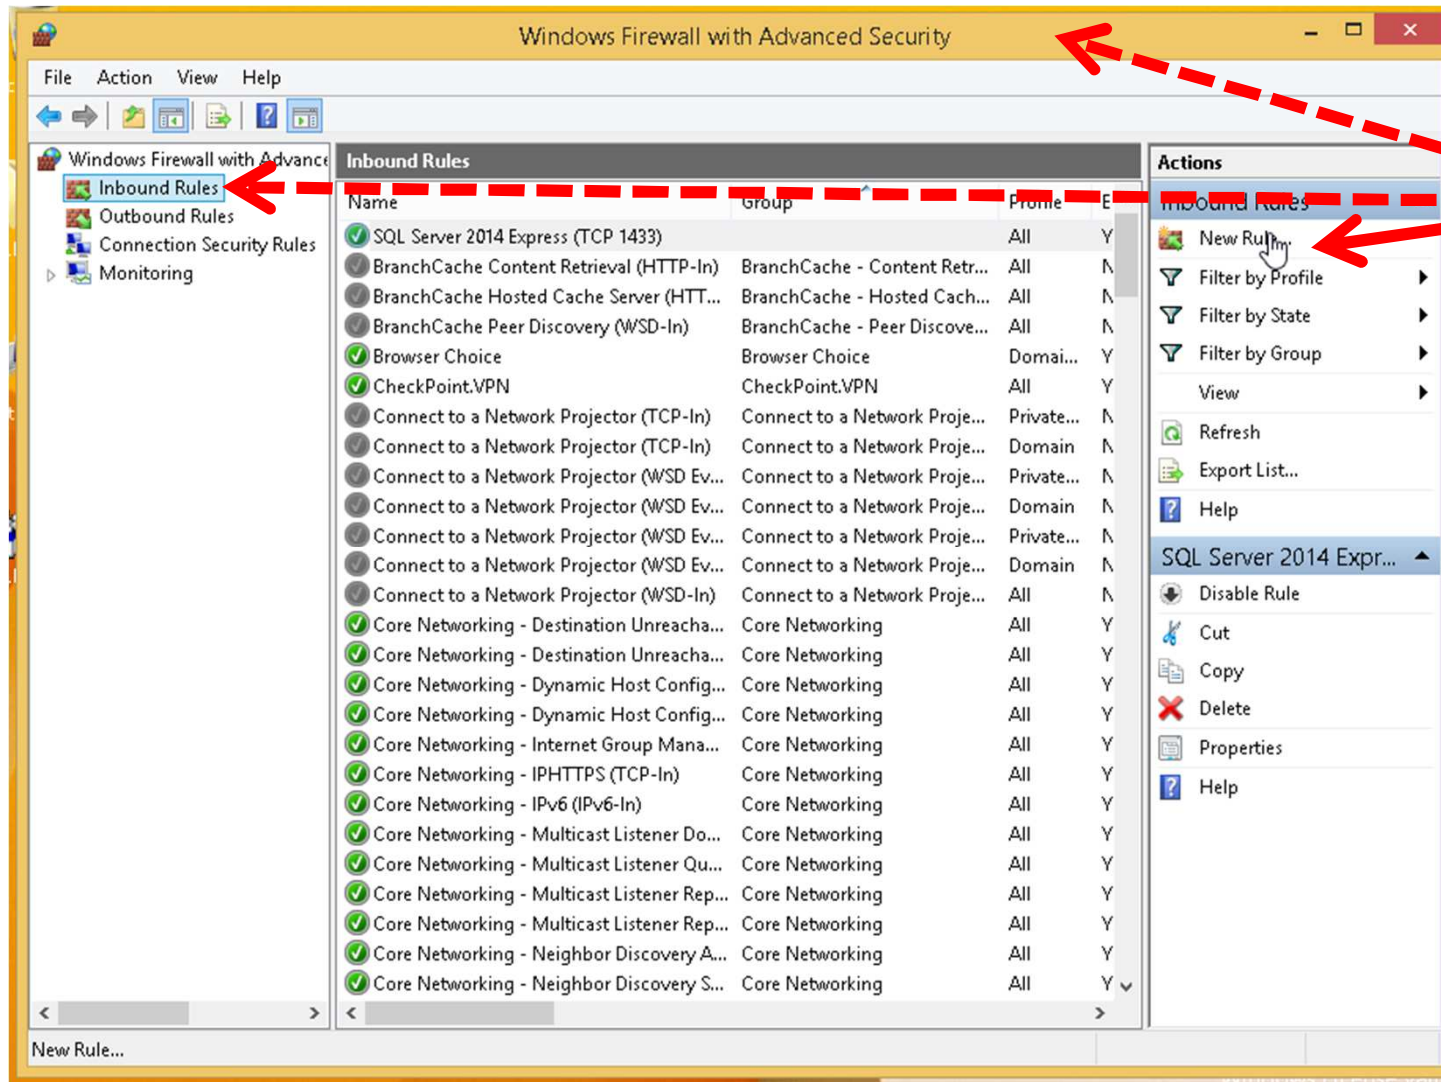 Windows Firewall with Advanced Security
File Action View Help
Windows Firewall with Advance
Inbound Rules
Outbound Rules
Connection Security Rules
Monitoring
Inbound Rules
Name Group Profile E
SQL Server 2014 Express (TCP 1433) All Y
BranchCache Content Retrieval (HTTP-In) BranchCache - Content Retr... All N
BranchCache Hosted Cache Server (HTT... BranchCache - Hosted Cach... All N
BranchCache Peer Discovery (WSD-In) BranchCache - Peer Discove... All N
Browser Choice Browser Choice Domai... Y
CheckPoint.VPN CheckPoint.VPN All Y
Connect to a Network Projector (TCP-In) Connect to a Network Proje... Private... N
Connect to a Network Projector (TCP-In) Connect to a Network Proje... Domain N
Connect to a Network Projector (WSD Ev... Connect to a Network Proje... Private... N
Connect to a Network Projector (WSD Ev... Connect to a Network Proje... Domain N
Connect to a Network Projector (WSD Ev... Connect to a Network Proje... Private... N
Connect to a Network Projector (WSD Ev... Connect to a Network Proje... Domain N
Connect to a Network Projector (WSD-In) Connect to a Network Proje... All N
Core Networking - Destination Unreacha... Core Networking All Y
Core Networking - Destination Unreacha... Core Networking All Y
Core Networking - Dynamic Host Config... Core Networking All Y
Core Networking - Dynamic Host Config... Core Networking All Y
Core Networking - Internet Group Mana... Core Networking All Y
Core Networking - IPHTTPS (TCP-In) Core Networking All Y
Core Networking - IPv6 (IPv6-In) Core Networking All Y
Core Networking - Multicast Listener Do... Core Networking All Y
Core Networking - Multicast Listener Qu... Core Networking All Y
Core Networking - Multicast Listener Rep... Core Networking All Y
Core Networking - Multicast Listener Rep... Core Networking All Y
Core Networking - Neighbor Discovery A... Core Networking All Y
Core Networking - Neighbor Discovery S... Core Networking All Y
Actions
Inbound Rules
New Rule...
Filter by Profile
Filter by State
Filter by Group
View
Refresh
Export List...
Help
SQL Server 2014 Expr...
Disable Rule
Cut
Copy
Delete
Properties
Help
New Rule...